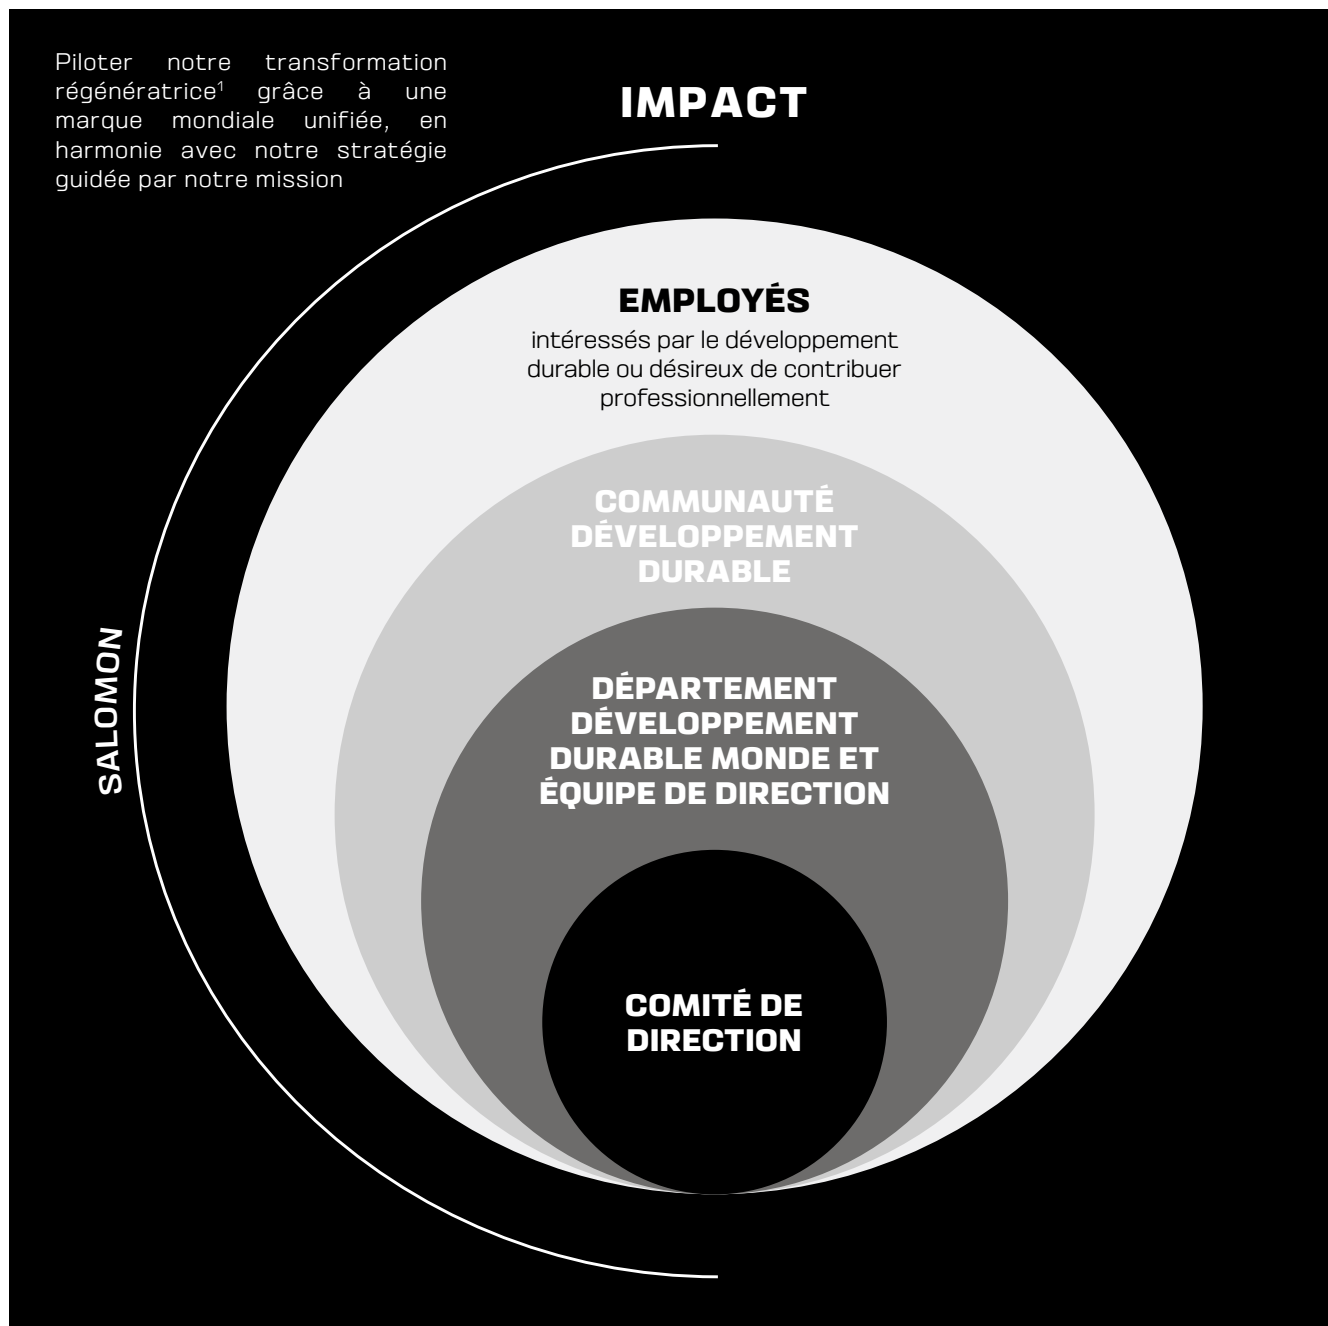 Piloter notre transformation
régénératrice¹ grâce à une
marque mondiale unifiée, en
harmonie avec notre stratégie
guidée par notre mission
IMPACT
EMPLOYÉS
intéressés par le développement
durable ou désireux de contribuer
professionnellement
COMMUNAUTÉ
DÉVELOPPEMENT
DURABLE
SALOMON
DÉPARTEMENT
DÉVELOPPEMENT
DURABLE MONDE ET
ÉQUIPE DE DIRECTION
COMITÉ DE
DIRECTION